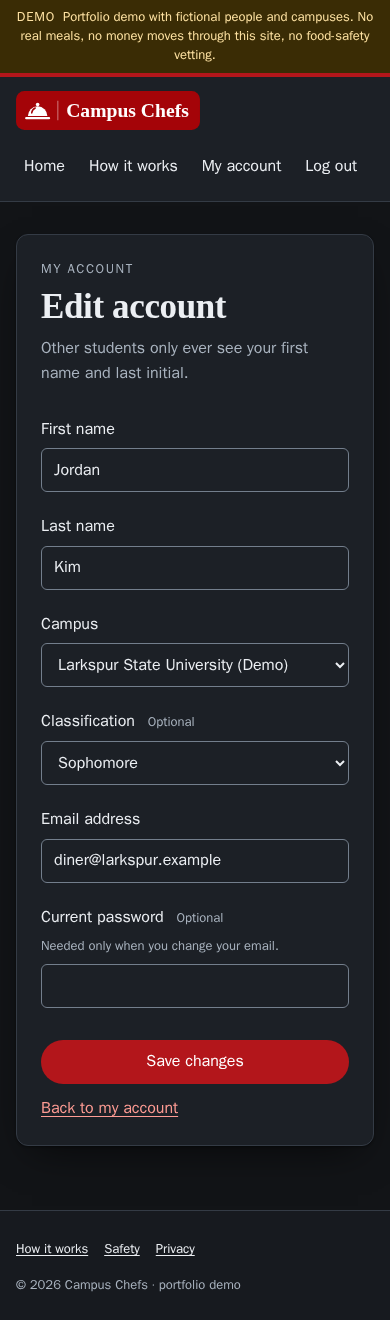 DEMO Portfolio demo with fictional people and campuses. No
real meals, no money moves through this site, no food-safety
vetting.
Campus Chefs
Home How it works My account Log out
MY ACCOUNT
Edit account
Other students only ever see your first
name and last initial.
First name
Jordan
Last name
Kim
Campus
Larkspur State University (Demo)
Classification Optional
Sophomore
Email address
diner@larkspur.example
Current password Optional
Needed only when you change your email.
Save changes
Back to my account
How it works Safety Privacy
© 2026 Campus Chefs · portfolio demo